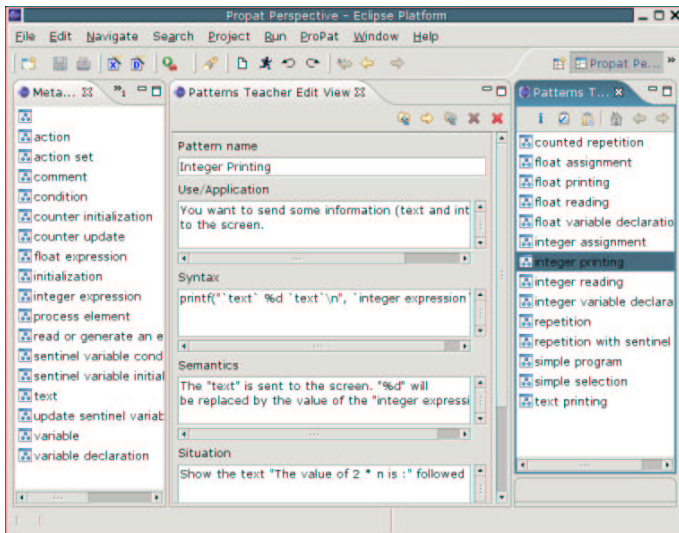 Propat Perspective - Eclipse Platform
File Edit Navigate Search Project Run ProPat Window Help
Propat Pe... »
Meta... »1
action
action set
comment
condition
counter initialization
counter update
float expression
initialization
integer expression
process element
read or generate an e
sentinel variable cond
sentinel variable initial
text
update sentinel variab
variable
variable declaration
Patterns Teacher Edit View
Pattern name
Integer Printing
Use/Application
You want to send some information (text and int
to the screen.
Syntax
printf("`text` %d `text`\n", `integer expression`
Semantics
The "text" is sent to the screen. "%d" will
be replaced by the value of the "integer expressi
Situation
Show the text "The value of 2 * n is :" followed
Patterns T...
counted repetition
float assignment
float printing
float reading
float variable declaratio
integer assignment
integer printing
integer reading
integer variable declara
repetition
repetition with sentinel
simple program
simple selection
text printing